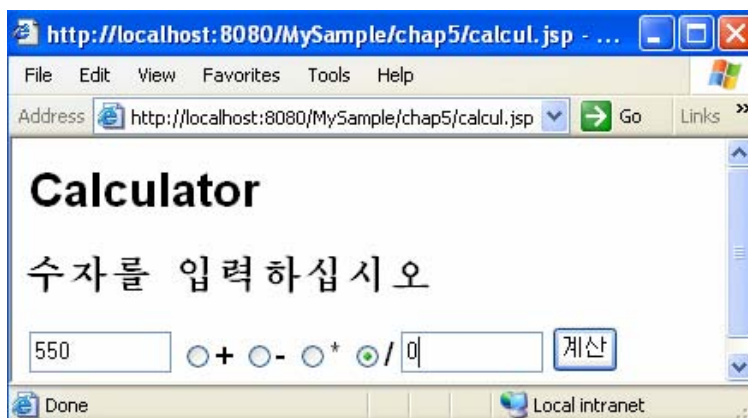 http://localhost:8080/MySample/chap5/calcul.jsp - ...
File Edit View Favorites Tools Help
Address http://localhost:8080/MySample/chap5/calcul.jsp Go Links »
Calculator
수자를 입력하십시오
550 + - * / 0 계산
Done Local intranet